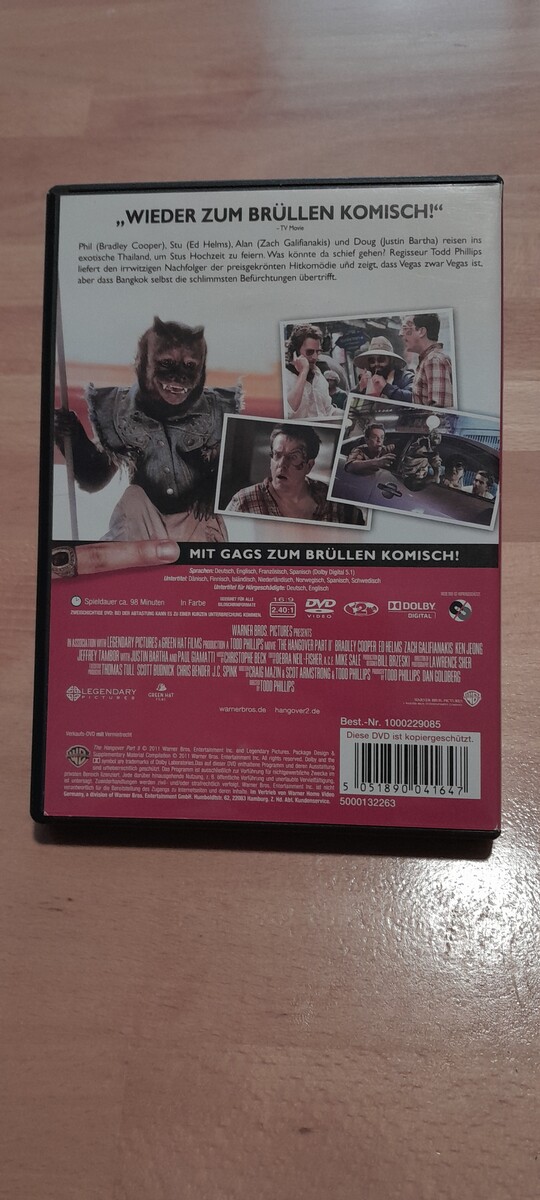 „WIEDER ZUM BRÜLLEN KOMISCH!“
- TV Movie
Phil (Bradley Cooper), Stu (Ed Helms), Alan (Zach Galifianakis) und Doug (Justin Bartha) reisen ins
exotische Thailand, um Stus Hochzeit zu feiern. Was könnte da schief gehen? Regisseur Todd Phillips
liefert den irrwitzigen Nachfolger der preisgekrönten Hitkomödie und zeigt, dass Vegas zwar Vegas ist,
aber dass Bangkok selbst die schlimmsten Befürchtungen übertrifft.
MIT GAGS ZUM BRÜLLEN KOMISCH!
Sprachen: Deutsch, Englisch, Französisch, Spanisch (Dolby Digital 5.1)
Untertitel: Dänisch, Finnisch, Isländisch, Niederländisch, Norwegisch, Spanisch, Schwedisch
Untertitel für Hörgeschädigte: Deutsch, Englisch
Spieldauer ca. 98 Minuten In Farbe
16:9
2.40:1
DVD
VIDEO
2
DOLBY
DIGITAL
WARNER BROS. PICTURES PRESENTS
IN ASSOCIATION WITH LEGENDARY PICTURES A GREEN HAT FILMS PRODUCTION A TODD PHILLIPS MOVIE THE HANGOVER PART II BRADLEY COOPER ED HELMS ZACH GALIFIANAKIS KEN JEONG
JEFFREY TAMBOR WITH JUSTIN BARTHA AND PAUL GIAMATTI CHRISTOPHE BECK DEBRA NEIL-FISHER, A.C.E. MIKE SALE BILL BRZESKI LAWRENCE SHER
THOMAS TULL SCOTT BUDNICK CHRIS BENDER J.C. SPINK CRAIG MAZIN & SCOT ARMSTRONG & TODD PHILLIPS TODD PHILLIPS DAN GOLDBERG
TODD PHILLIPS
LEGENDARY
PICTURES
GREEN HAT
FILMS
WB
warnerbros.de hangover2.de
Best.-Nr. 1000229085
Verkaufs-DVD mit Vermietrecht
Diese DVD ist kopiergeschützt.
5 051890 041647
5000132263